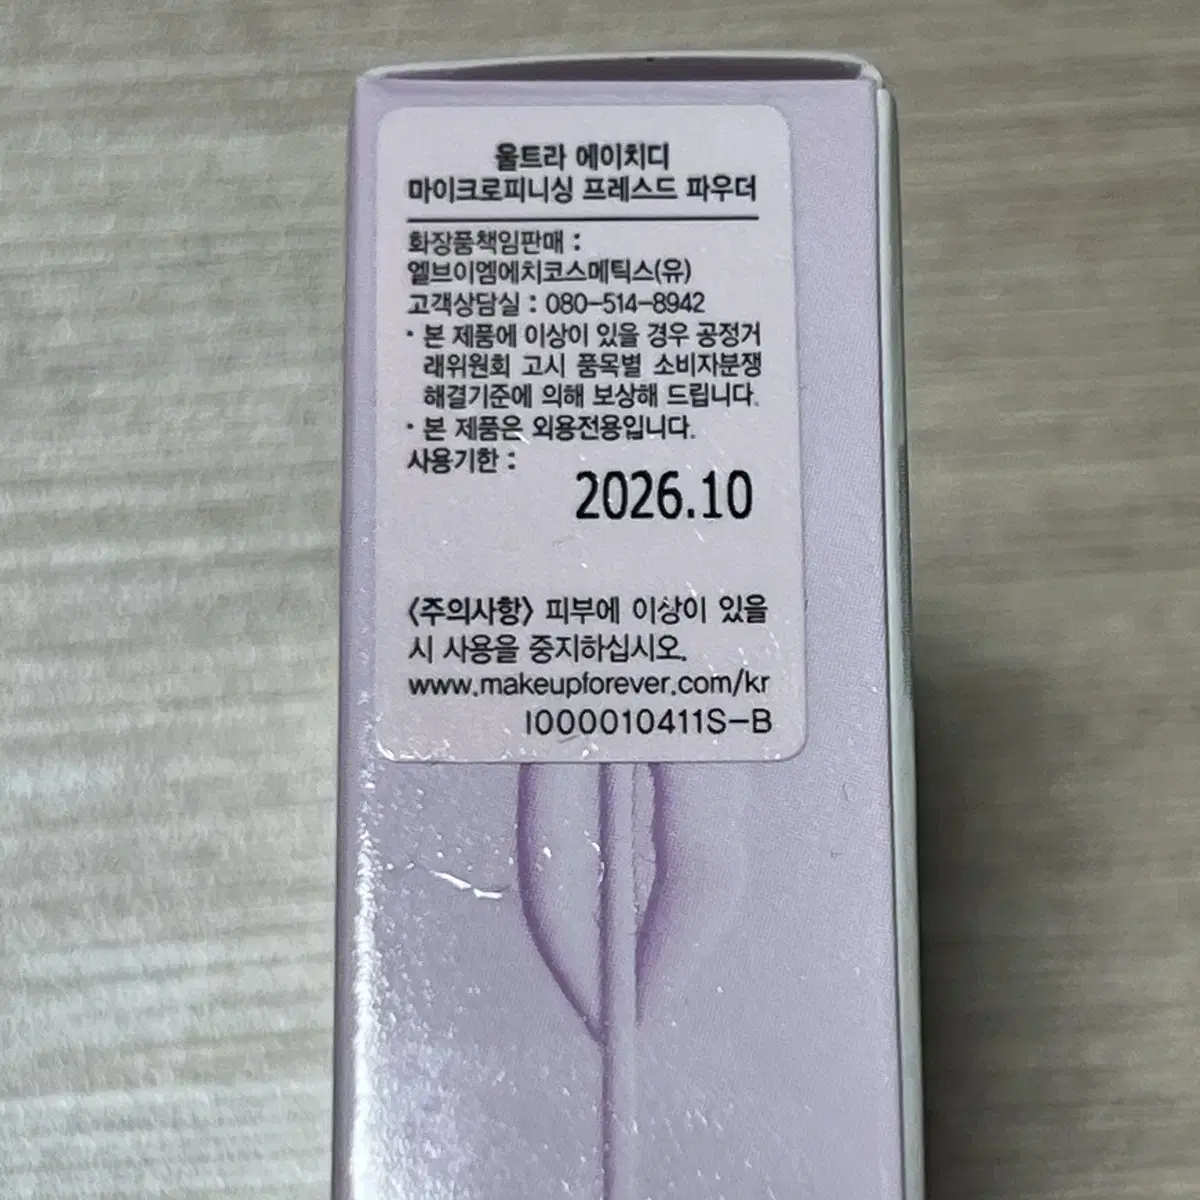 울트라 에이치디
마이크로피니싱 프레스드 파우더
화장품책임판매 :
엘브이엠에치코스메틱스(유)
고객상담실 : 080-514-8942
· 본 제품에 이상이 있을 경우 공정거
래위원회 고시 품목별 소비자분쟁
해결기준에 의해 보상해 드립니다.
· 본 제품은 외용전용입니다.
사용기한 :
2026.10
〈주의사항〉 피부에 이상이 있을
시 사용을 중지하십시오.
www.makeupforever.com/kr
I000010411S-B